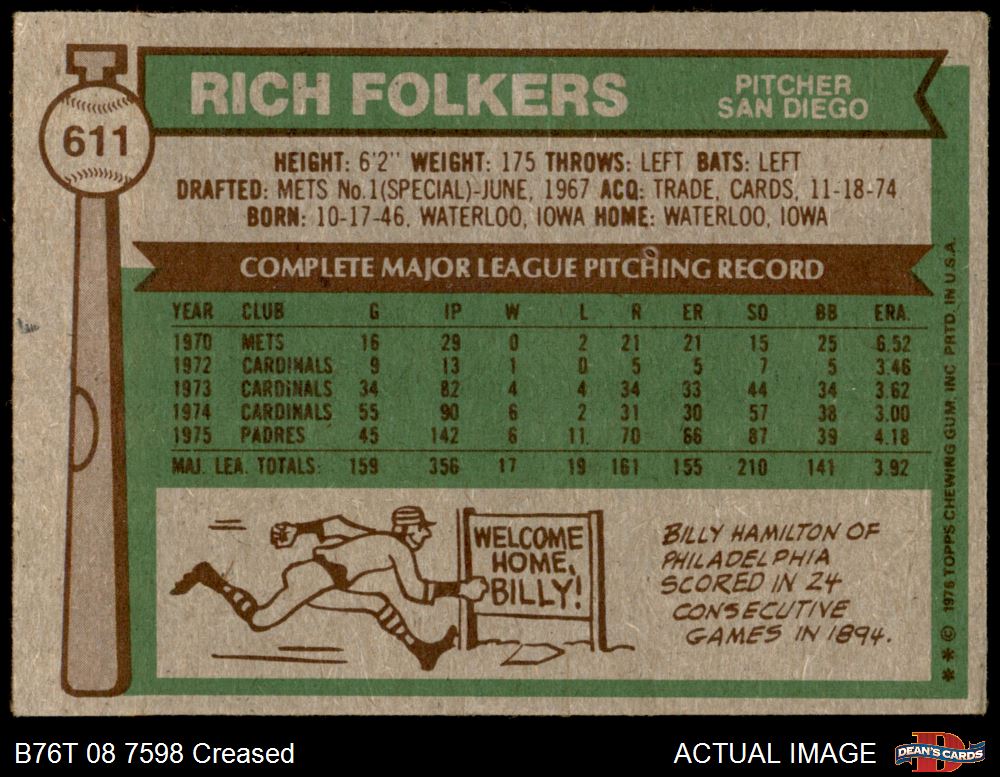 611
RICH FOLKERS
PITCHER
SAN DIEGO
HEIGHT: 6'2" WEIGHT: 175 THROWS: LEFT BATS: LEFT
DRAFTED: METS No.1(SPECIAL)-JUNE, 1967 ACQ: TRADE, CARDS, 11-18-74
BORN: 10-17-46, WATERLOO, IOWA HOME: WATERLOO, IOWA
COMPLETE MAJOR LEAGUE PITCHING RECORD
YEAR CLUB G IP W L R ER SO BB ERA.
1970 METS 16 29 0 2 21 21 15 25 6.52
1972 CARDINALS 9 13 1 0 5 5 7 5 3.46
1973 CARDINALS 34 82 4 4 34 33 44 34 3.62
1974 CARDINALS 55 90 6 2 31 30 57 38 3.00
1975 PADRES 45 142 6 11 70 66 87 39 4.18
MAJ. LEA. TOTALS: 159 356 17 19 161 155 210 141 3.92
WELCOME
HOME,
BILLY!
BILLY HAMILTON OF
PHILADELPHIA
SCORED IN 24
CONSECUTIVE
GAMES IN 1894.
** © 1976 TOPPS CHEWING GUM, INC PRTD. IN U.S.A.
B76T 08 7598 Creased
ACTUAL IMAGE
DEAN'S CARDS